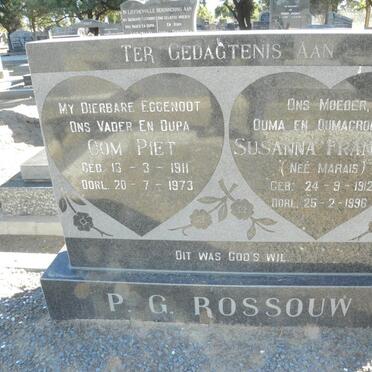 TER GEDAGTENIS AAN
MY DIERBARE EGGENOOT
ONS VADER EN OUPA
OOM PIET
GEB. 13 - 3 - 1911
OORL. 20 - 7 - 1973
ONS MOEDER,
OUMA EN OUMAGROO
SUSANNA FRAN
(NEÉ MARAIS)
GEB: 24 - 9 - 1912
OORL. 25 - 2 - 1996
DIT WAS GOD'S WIL
P. G. ROSSOUW